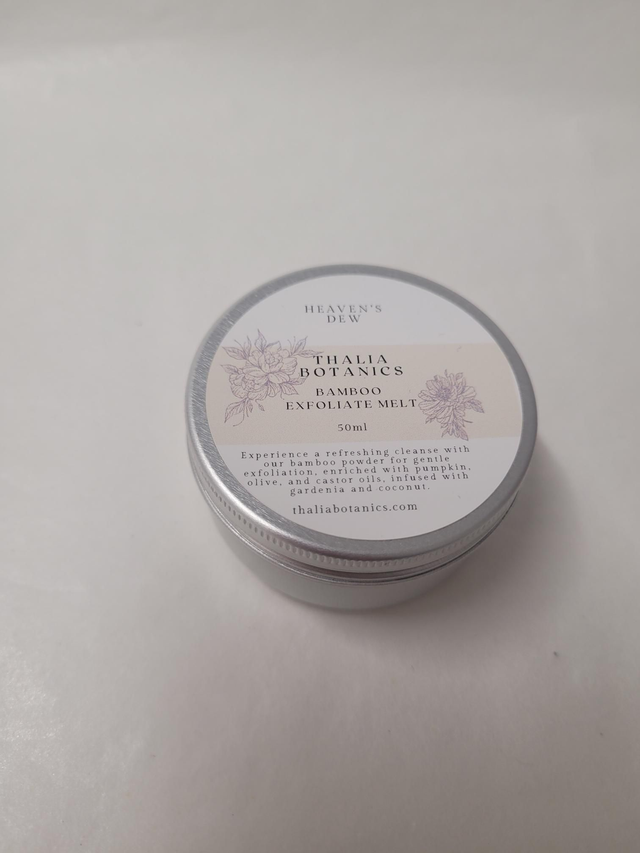 HEAVEN'S
DEW
THALIA
BOTANICS
BAMBOO
EXFOLIATE MELT
50ml
Experience a refreshing cleanse with
our bamboo powder for gentle
exfoliation, enriched with pumpkin,
olive, and castor oils, infused with
gardenia and coconut.
thaliabotanics.com